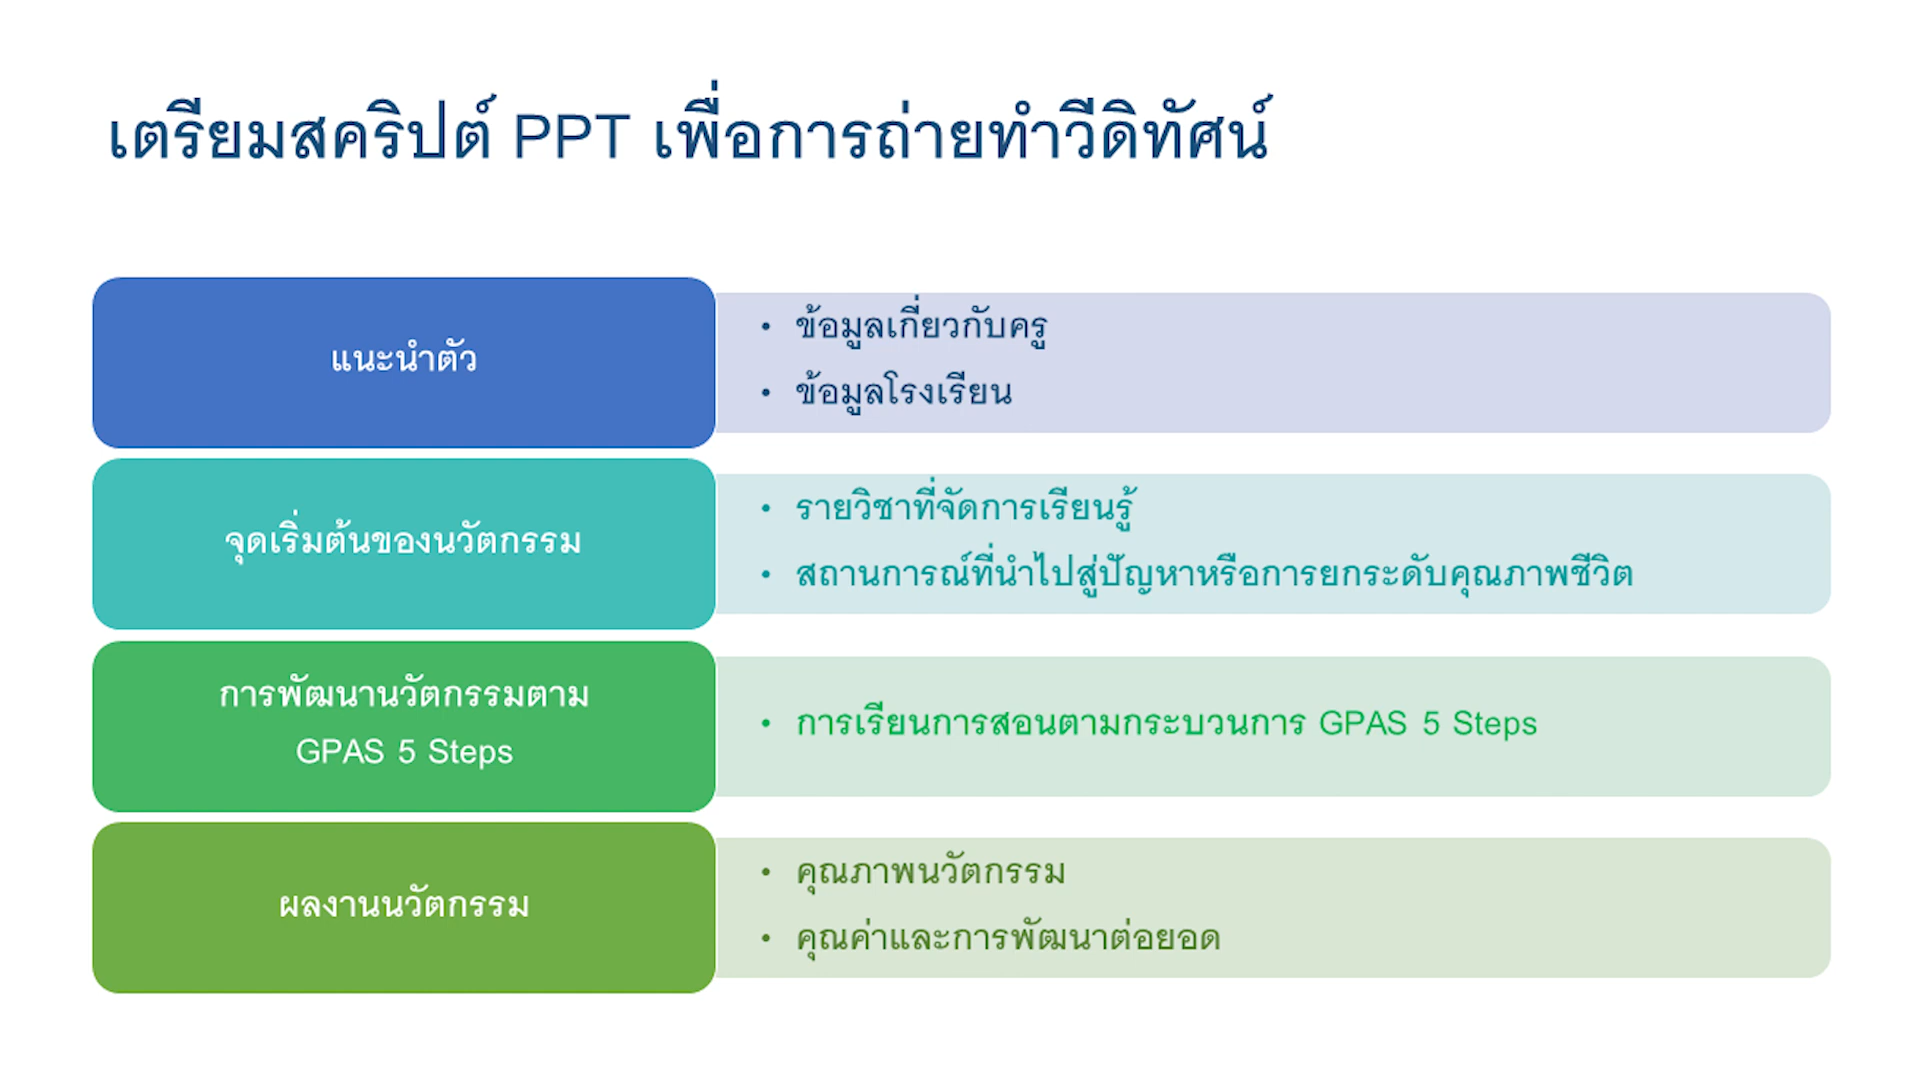 เตรียมสคริปต์ PPT เพื่อการถ่ายทำวีดิทัศน์
แนะนำตัว
• ข้อมูลเกี่ยวกับครู
• ข้อมูลโรงเรียน
จุดเริ่มต้นของนวัตกรรม
• รายวิชาที่จัดการเรียนรู้
• สถานการณ์ที่นำไปสู่ปัญหาหรือการยกระดับคุณภาพชีวิต
การพัฒนานวัตกรรมตาม
GPAS 5 Steps
• การเรียนการสอนตามกระบวนการ GPAS 5 Steps
ผลงานนวัตกรรม
• คุณภาพนวัตกรรม
• คุณค่าและการพัฒนาต่อยอด